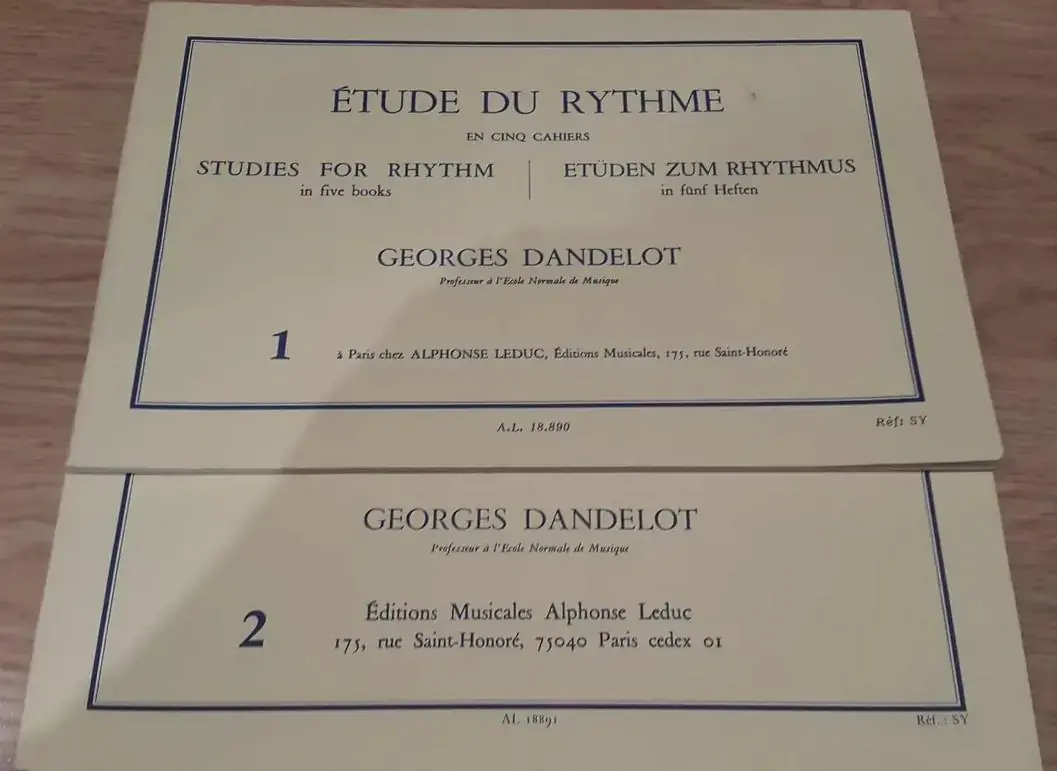 ÉTUDE DU RYTHME
EN CINQ CAHIERS
STUDIES FOR RHYTHM
in five books
ETÜDEN ZUM RHYTHMUS
in fünf Heften
GEORGES DANDELOT
Professeur à l'Ecole Normale de Musique
1
à Paris chez ALPHONSE LEDUC, Éditions Musicales, 175, rue Saint-Honoré
A.L. 18.890
Réf: SY
GEORGES DANDELOT
Professeur à l'Ecole Normale de Musique
2
Éditions Musicales Alphonse Leduc
175, rue Saint-Honoré, 75040 Paris cedex 01
AL 18891
Réf. : SY